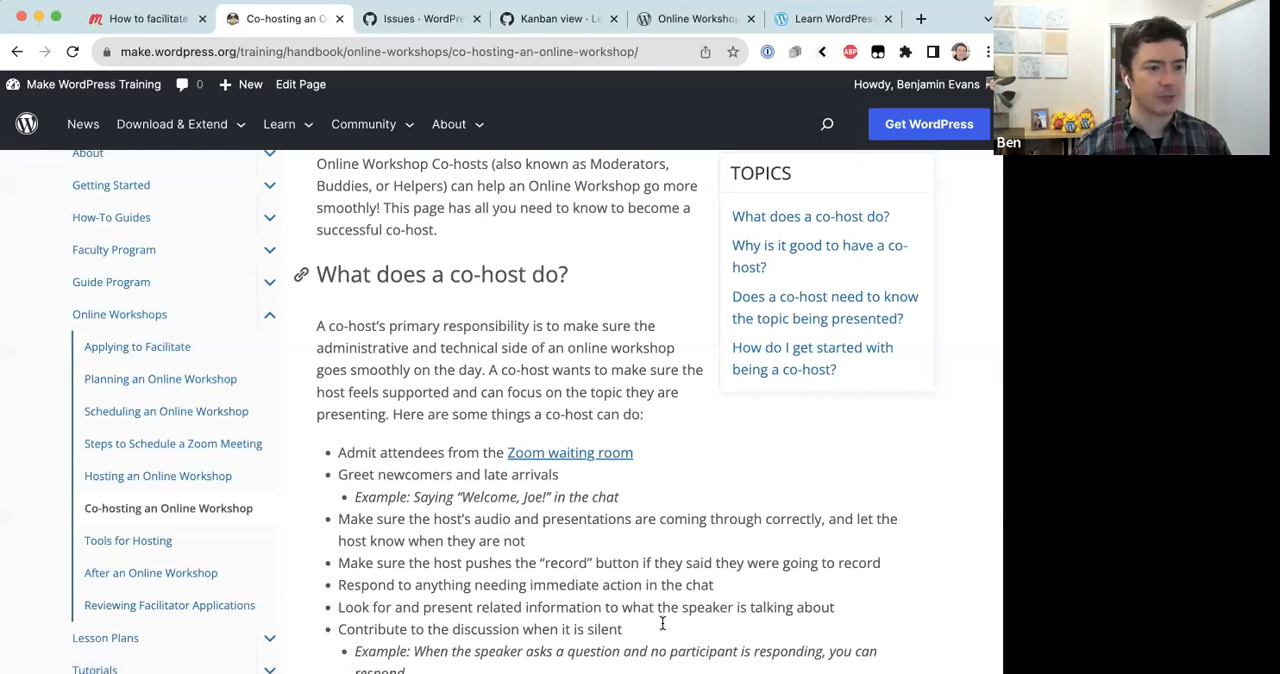 How to facilitate
Co-hosting an O
Issues · WordPre
Kanban view · Le
Online Workshop
Learn WordPress
make.wordpress.org/training/handbook/online-workshops/co-hosting-an-online-workshop/
ABP
Make WordPress Training
0
New
Edit Page
Howdy, Benjamin Evans
News
Download & Extend
Learn
Community
About
Get WordPress
Ben
About
Getting Started
How-To Guides
Faculty Program
Guide Program
Online Workshops
Applying to Facilitate
Planning an Online Workshop
Scheduling an Online Workshop
Steps to Schedule a Zoom Meeting
Hosting an Online Workshop
Co-hosting an Online Workshop
Tools for Hosting
After an Online Workshop
Reviewing Facilitator Applications
Lesson Plans
Tutorials
Online Workshop Co-hosts (also known as Moderators,
Buddies, or Helpers) can help an Online Workshop go more
smoothly! This page has all you need to know to become a
successful co-host.
What does a co-host do?
A co-host's primary responsibility is to make sure the
administrative and technical side of an online workshop
goes smoothly on the day. A co-host wants to make sure the
host feels supported and can focus on the topic they are
presenting. Here are some things a co-host can do:
• Admit attendees from the Zoom waiting room
• Greet newcomers and late arrivals
• Example: Saying “Welcome, Joe!” in the chat
• Make sure the host's audio and presentations are coming through correctly, and let the
host know when they are not
• Make sure the host pushes the “record” button if they said they were going to record
• Respond to anything needing immediate action in the chat
• Look for and present related information to what the speaker is talking about
• Contribute to the discussion when it is silent
• Example: When the speaker asks a question and no participant is responding, you can
respond
TOPICS
What does a co-host do?
Why is it good to have a co-
host?
Does a co-host need to know
the topic being presented?
How do I get started with
being a co-host?